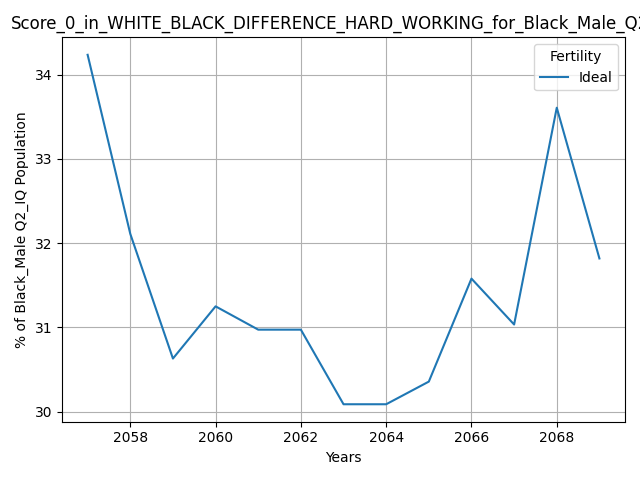 Score_0_in_WHITE_BLACK_DIFFERENCE_HARD_WORKING_for_Black_Male_Q2
Fertility
Ideal
% of Black_Male Q2_IQ Population
34
33
32
31
30
2058 2060 2062 2064 2066 2068
Years